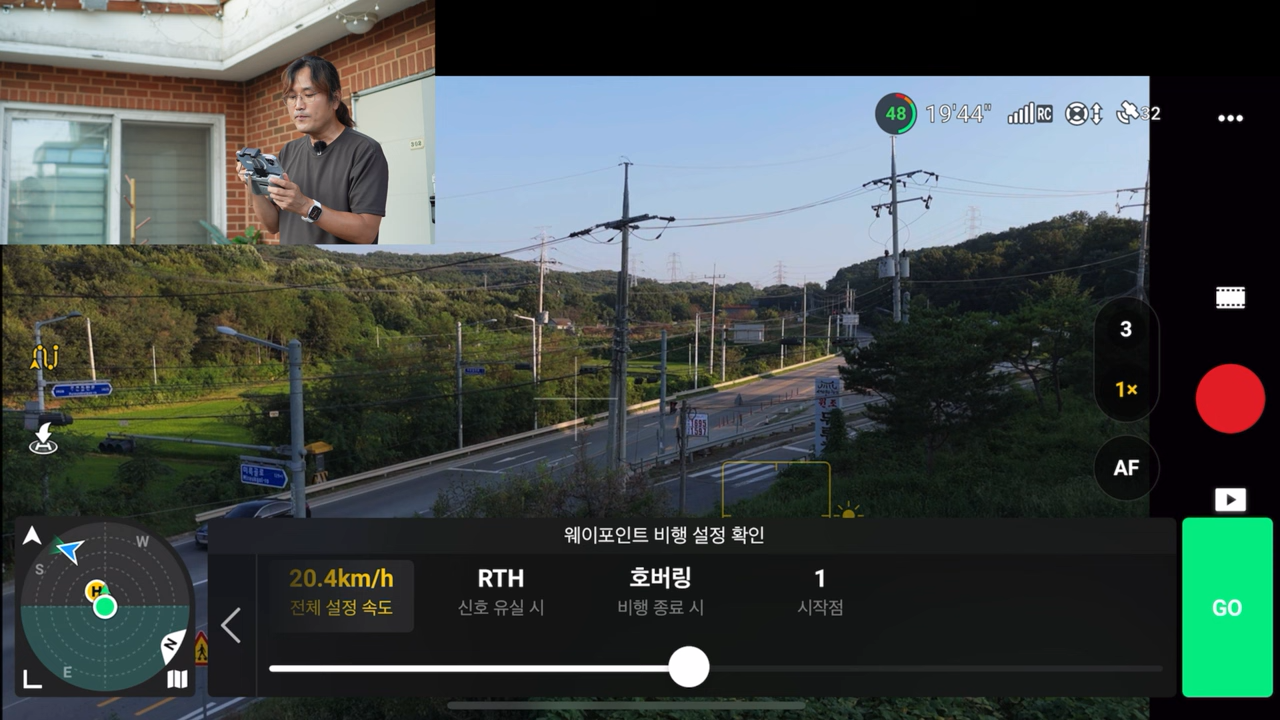 48
19'44"
RC
32
3
1×
AF
W
S
N
E
H
웨이포인트 비행 설정 확인
20.4km/h
전체 설정 속도
RTH
신호 유실 시
호버링
비행 종료 시
1
시작점
GO